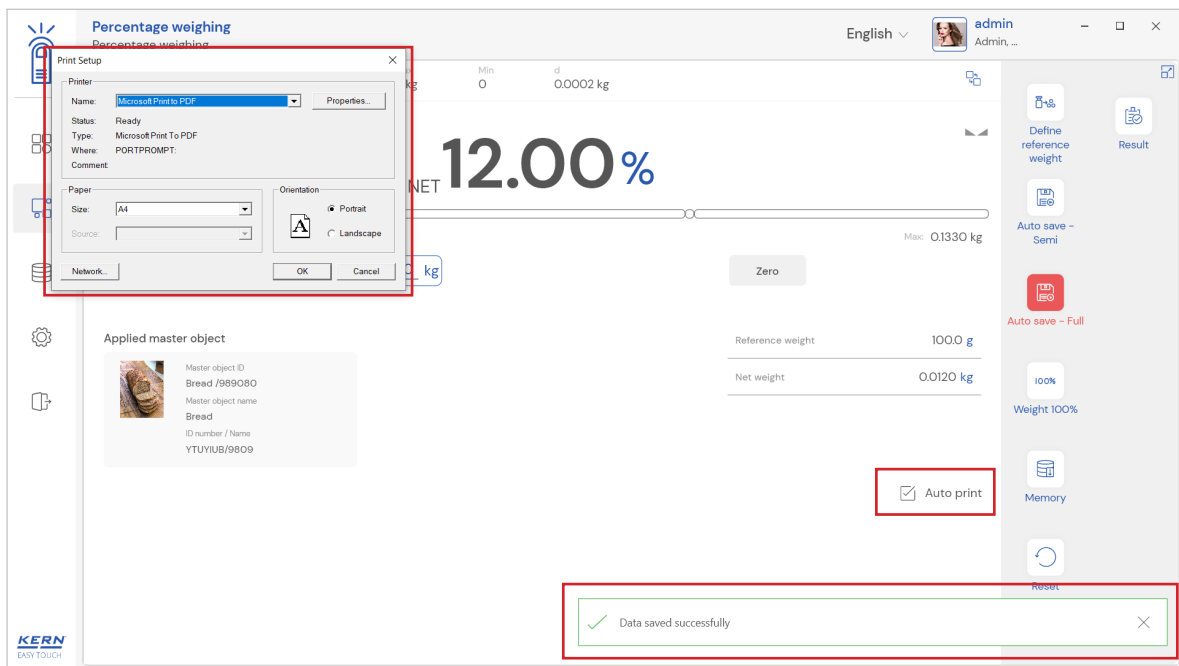 Percentage weighing
Percentage weighing
English
admin
Admin, ...
Print Setup
Printer
Name:
Microsoft Print to PDF
Properties...
Status:
Ready
Type:
Microsoft Print To PDF
Where:
PORTPROMPT:
Comment:
Paper
Size:
A4
Source:
Orientation
A
Portrait
Landscape
Network...
OK
Cancel
kg
Min
0
d
0.0002 kg
NET 12.00 %
Max: 0.1330 kg
kg
Zero
Applied master object
Master object ID
Bread /989080
Master object name
Bread
ID number / Name
YTUYIUB/9809
Reference weight
100.0 g
Net weight
0.0120 kg
Auto print
Define
reference
weight
Result
Auto save -
Semi
Auto save - Full
100%
Weight 100%
Memory
Reset
Data saved successfully
KERN
EASY TOUCH